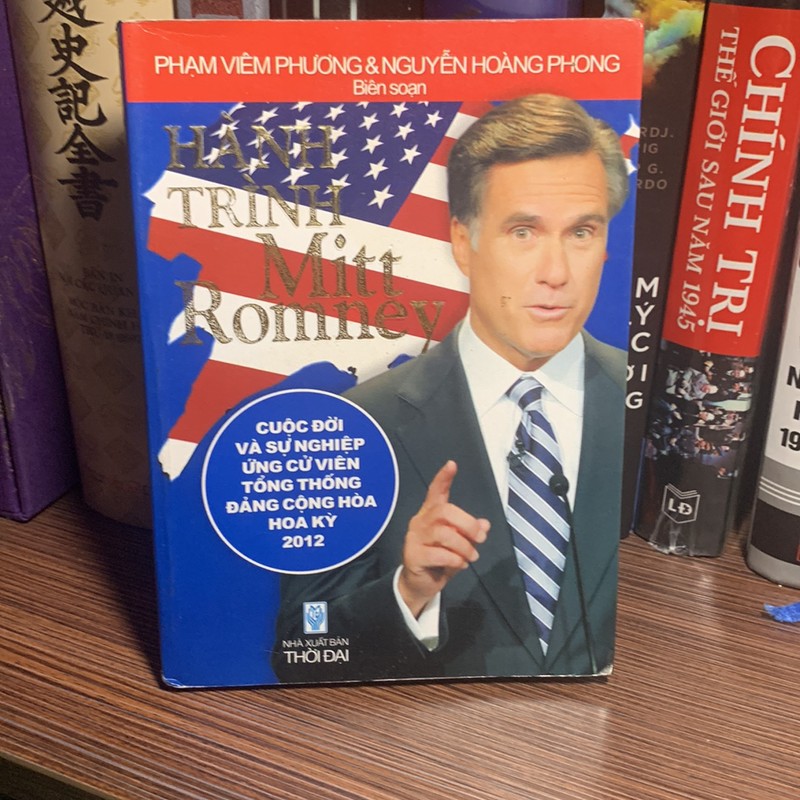 PHẠM VIÊM PHƯƠNG & NGUYỄN HOÀNG PHONG
Biên soạn
HÀNH
TRÌNH
Mitt
Romney
CUỘC ĐỜI
VÀ SỰ NGHIỆP
ỨNG CỬ VIÊN
TỔNG THỐNG
ĐẢNG CỘNG HÒA
HOA KỲ
2012
NHÀ XUẤT BẢN
THỜI ĐẠI
史記全書
CHÍNH TRỊ
THẾ GIỚI SAU NĂM 1945
LĐ